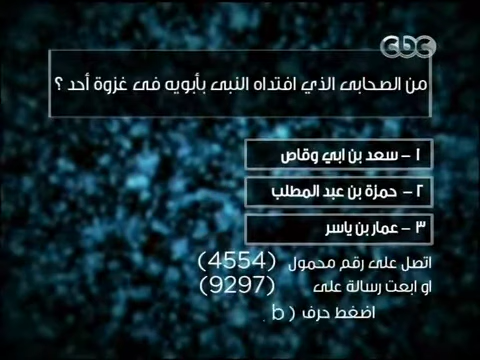 cbc
من الصحابى الذي افتداه النبى بأبويه فى غزوة أحد ؟
١ - سعد بن ابي وقاص
٢ - حمزة بن عبد المطلب
٣ - عمار بن ياسر
اتصل على رقم محمول (4554)
او ابعت رسالة على (9297)
اضغط حرف ( b .